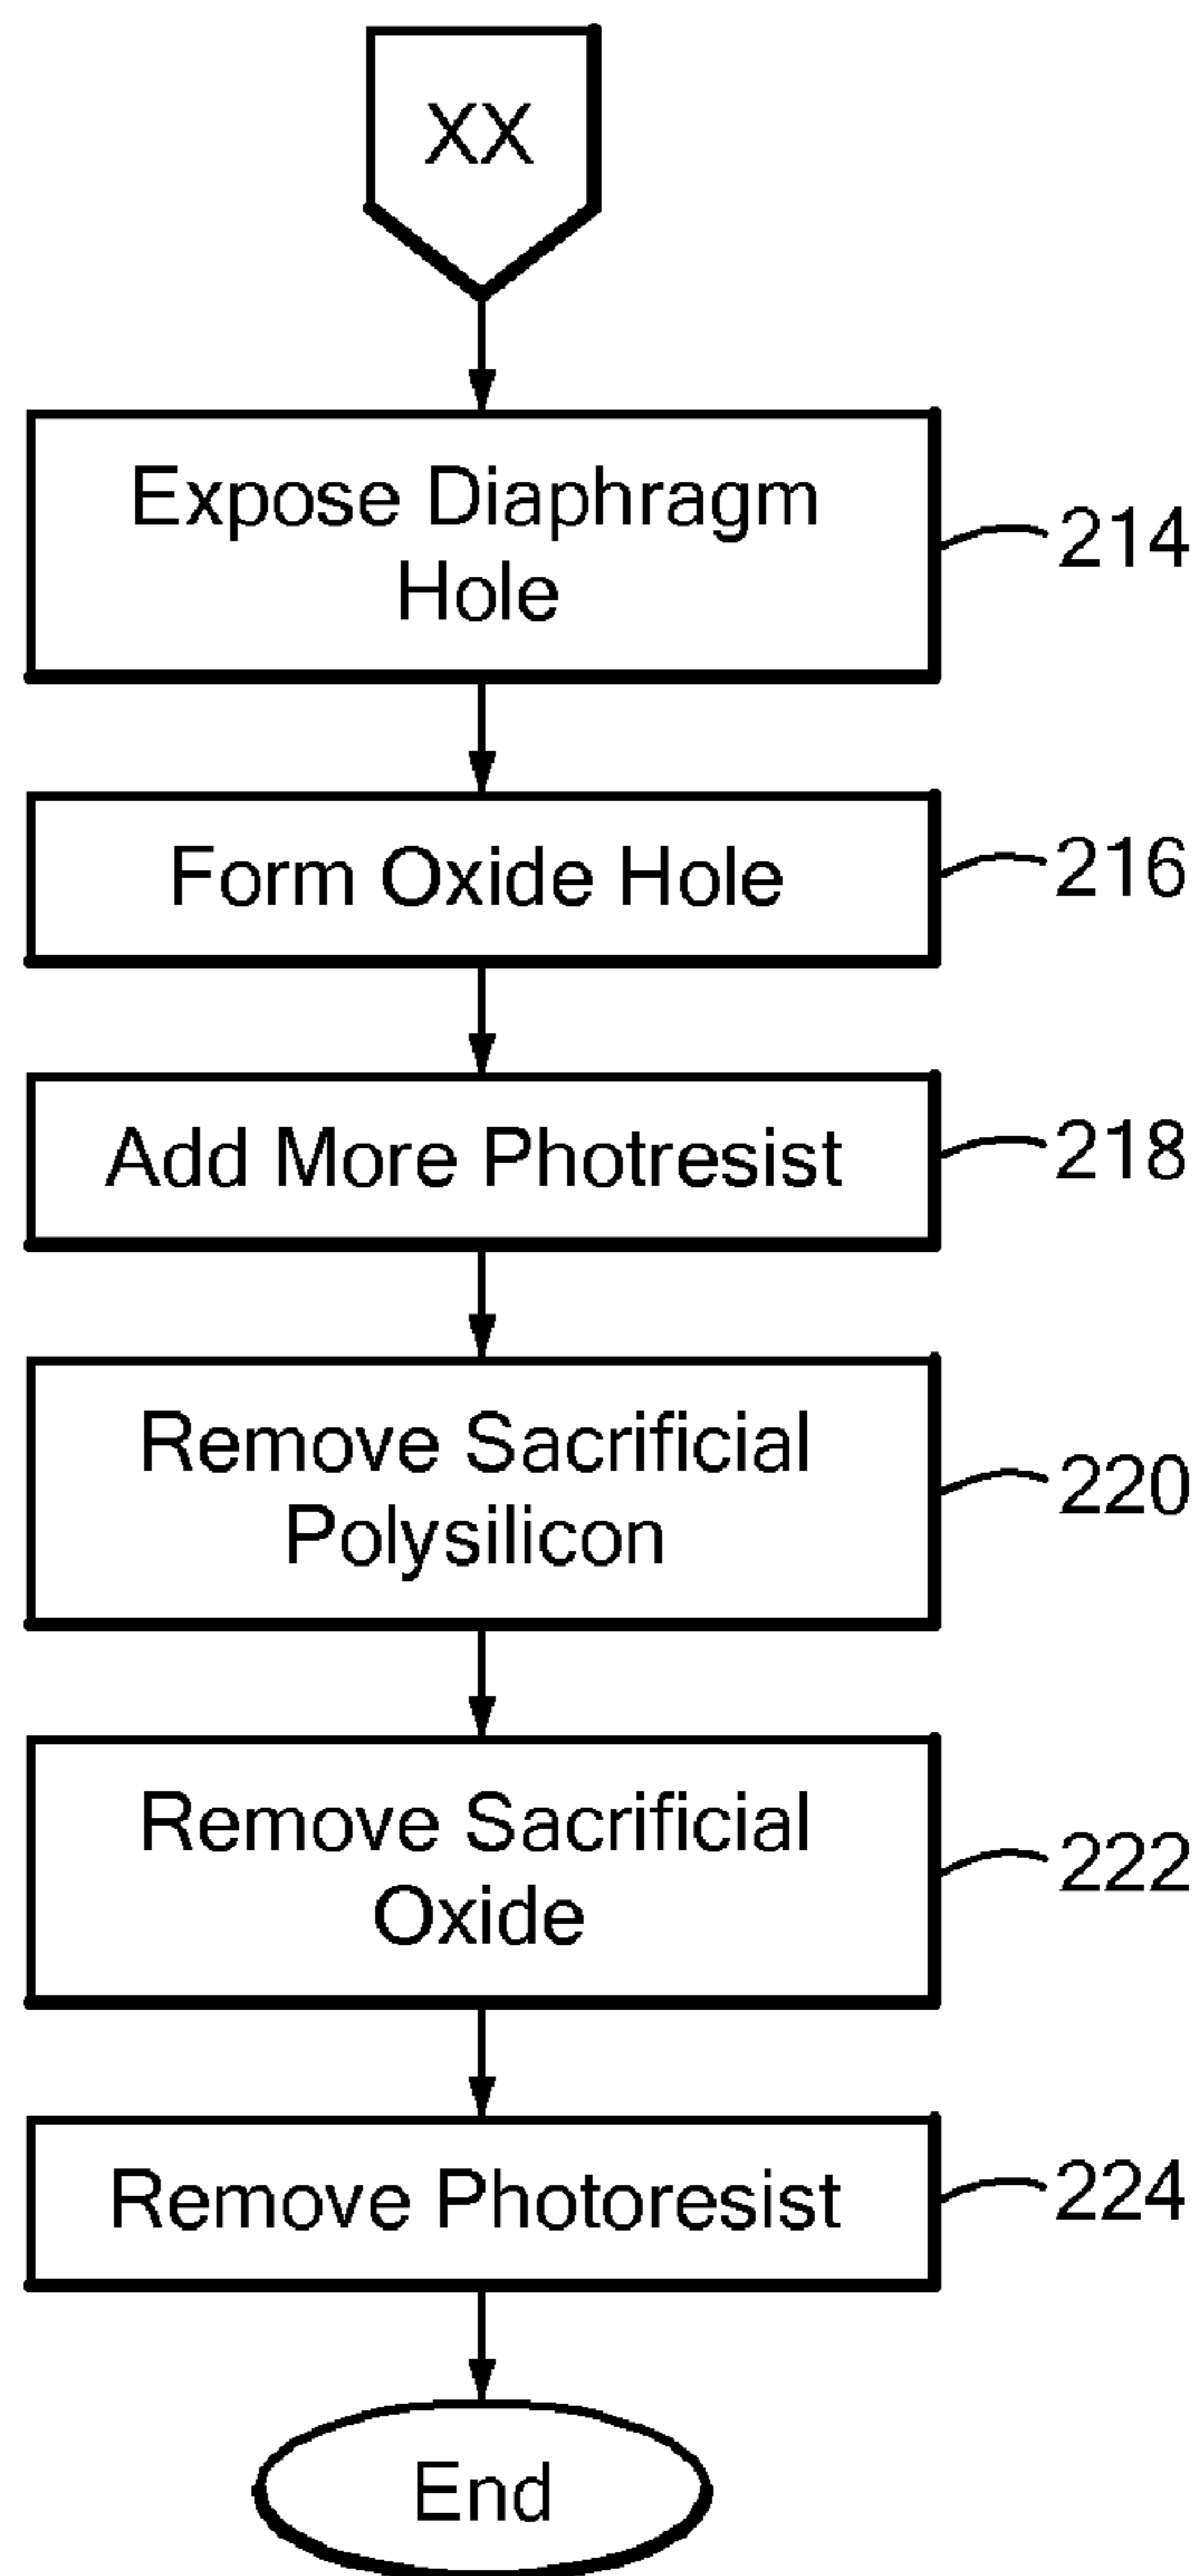 XX
Expose Diaphragm
Hole
214
Form Oxide Hole
216
Add More Photresist
218
Remove Sacrificial
Polysilicon
220
Remove Sacrificial
Oxide
222
Remove Photoresist
224
End